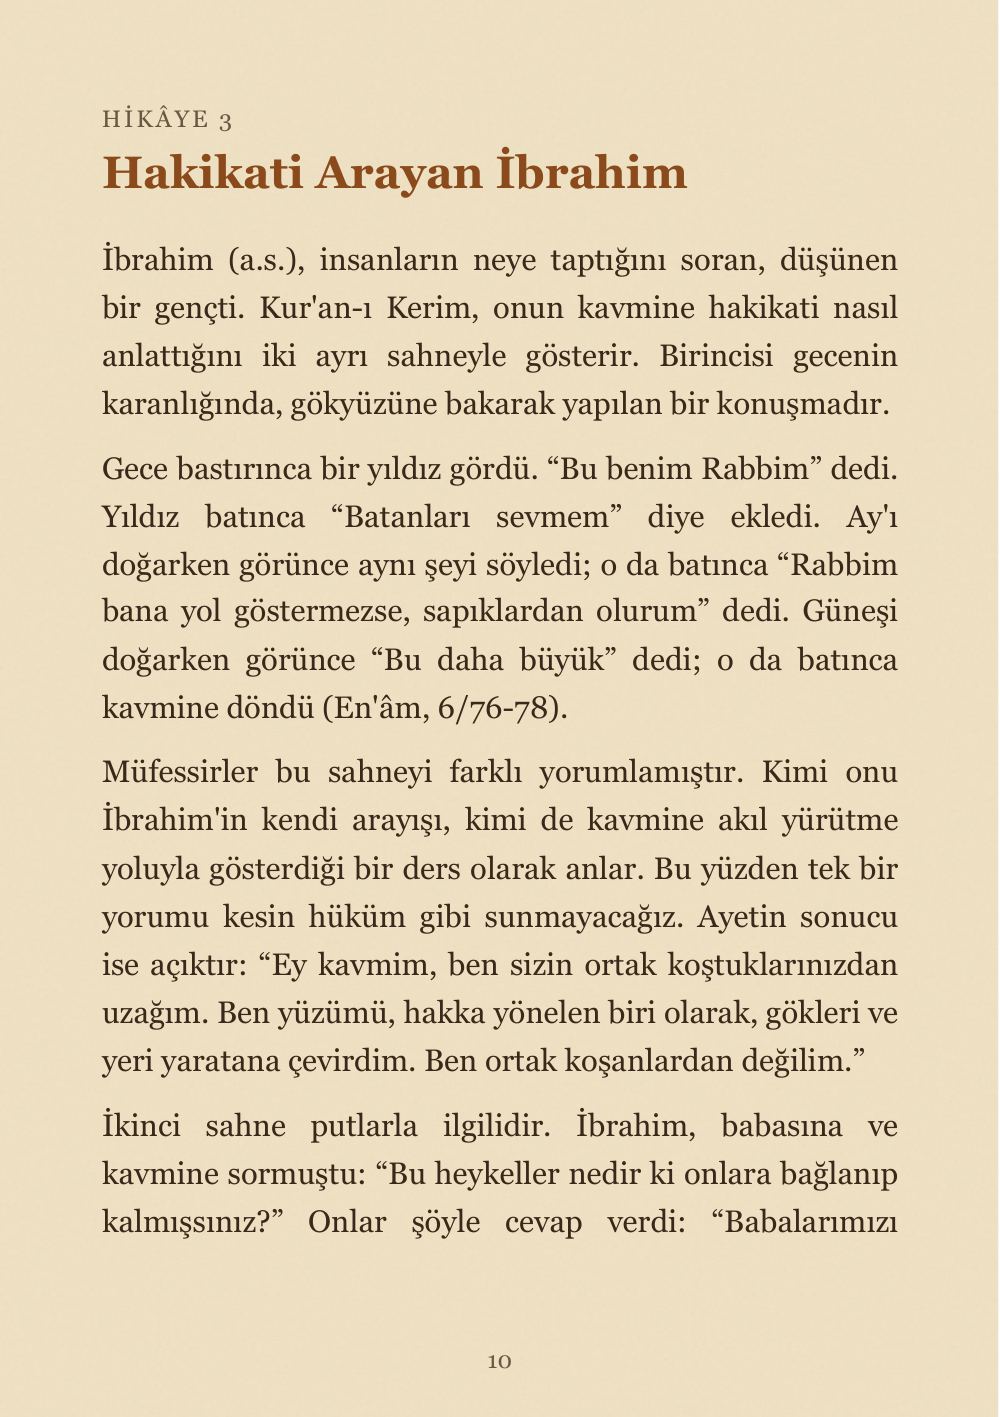 HİKÂYE 3
Hakikati Arayan İbrahim
İbrahim (a.s.), insanların neye taptığını soran, düşünen
bir gençti. Kur'an-ı Kerim, onun kavmine hakikati nasıl
anlattığını iki ayrı sahneyle gösterir. Birincisi gecenin
karanlığında, gökyüzüne bakarak yapılan bir konuşmadır.
Gece bastırınca bir yıldız gördü. “Bu benim Rabbim” dedi.
Yıldız batınca “Batanları sevmem” diye ekledi. Ay'ı
doğarken görünce aynı şeyi söyledi; o da batınca “Rabbim
bana yol göstermezse, sapıklardan olurum” dedi. Güneşi
doğarken görünce “Bu daha büyük” dedi; o da batınca
kavmine döndü (En'âm, 6/76-78).
Müfessirler bu sahneyi farklı yorumlamıştır. Kimi onu
İbrahim'in kendi arayışı, kimi de kavmine akıl yürütme
yoluyla gösterdiği bir ders olarak anlar. Bu yüzden tek bir
yorumu kesin hüküm gibi sunmayacağız. Ayetin sonucu
ise açıktır: “Ey kavmim, ben sizin ortak koştuklarınızdan
uzağım. Ben yüzümü, hakka yönelen biri olarak, gökleri ve
yeri yaratana çevirdim. Ben ortak koşanlardan değilim.”
İkinci sahne putlarla ilgilidir. İbrahim, babasına ve
kavmine sormuştu: “Bu heykeller nedir ki onlara bağlanıp
kalmışsınız?” Onlar şöyle cevap verdi: “Babalarımızı
10